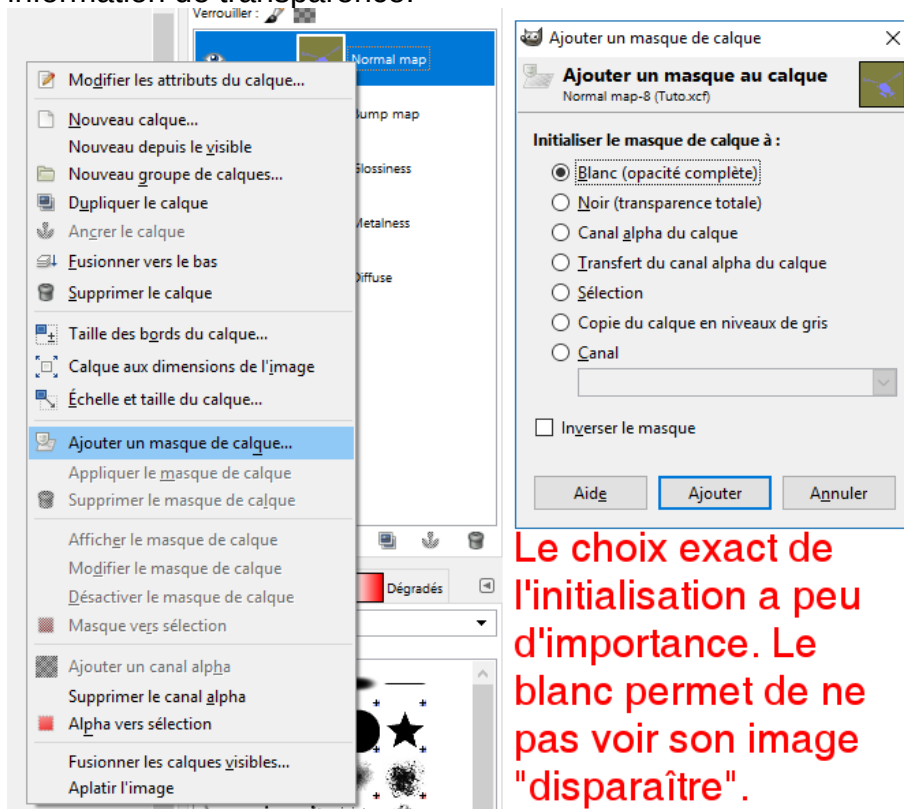 information de transparence.
Verrouiller :
Normal map
Bump map
Glossiness
Metalness
Diffuse
Modifier les attributs du calque...
Nouveau calque...
Nouveau depuis le visible
Nouveau groupe de calques...
Dupliquer le calque
Ancrer le calque
Fusionner vers le bas
Supprimer le calque
Taille des bords du calque...
Calque aux dimensions de l'image
Échelle et taille du calque...
Ajouter un masque de calque...
Appliquer le masque de calque
Supprimer le masque de calque
Afficher le masque de calque
Modifier le masque de calque
Désactiver le masque de calque
Masque vers sélection
Ajouter un canal alpha
Supprimer le canal alpha
Alpha vers sélection
Fusionner les calques visibles...
Aplatir l'image
Dégradés
Ajouter un masque de calque
Ajouter un masque au calque
Normal map-8 (Tuto.xcf)
Initialiser le masque de calque à :
Blanc (opacité complète)
Noir (transparence totale)
Canal alpha du calque
Transfert du canal alpha du calque
Sélection
Copie du calque en niveaux de gris
Canal
Inverser le masque
Aide
Ajouter
Annuler
Le choix exact de
l'initialisation a peu
d'importance. Le
blanc permet de ne
pas voir son image
"disparaître".